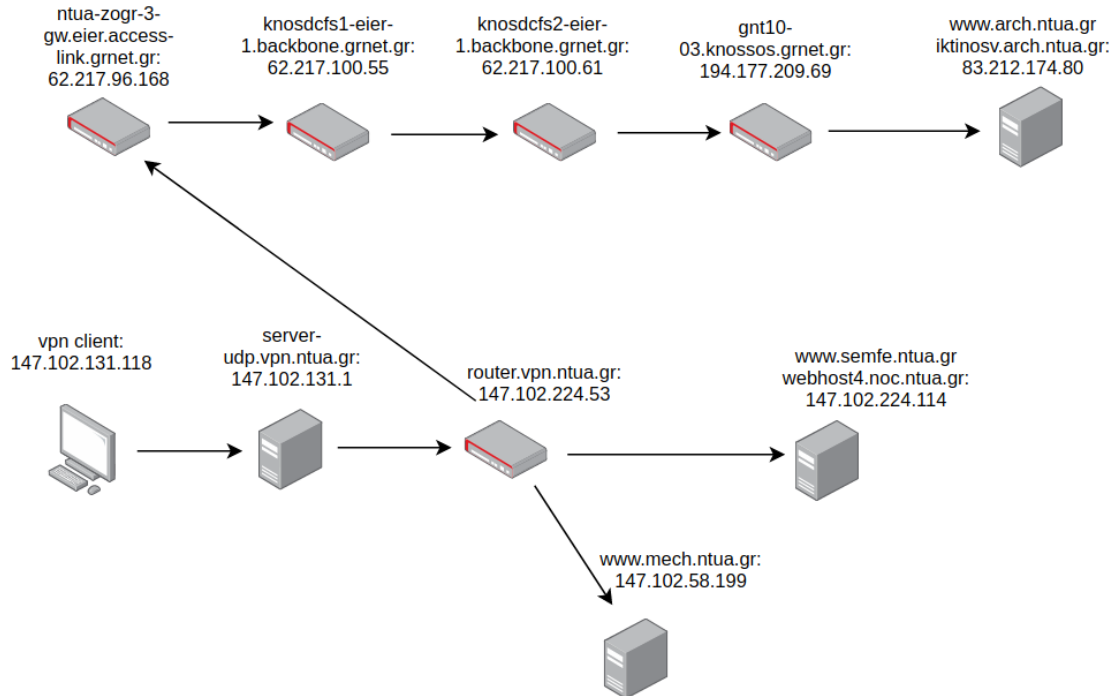 ntua-zogr-3-
gw.eier.access-
link.grnet.gr:
62.217.96.168
knosdcfs1-eier-
1.backbone.grnet.gr:
62.217.100.55
knosdcfs2-eier-
1.backbone.grnet.gr:
62.217.100.61
gnt10-
03.knossos.grnet.gr:
194.177.209.69
www.arch.ntua.gr
iktinosv.arch.ntua.gr:
83.212.174.80
vpn client:
147.102.131.118
server-
udp.vpn.ntua.gr:
147.102.131.1
router.vpn.ntua.gr:
147.102.224.53
www.semfe.ntua.gr
webhost4.noc.ntua.gr:
147.102.224.114
www.mech.ntua.gr:
147.102.58.199